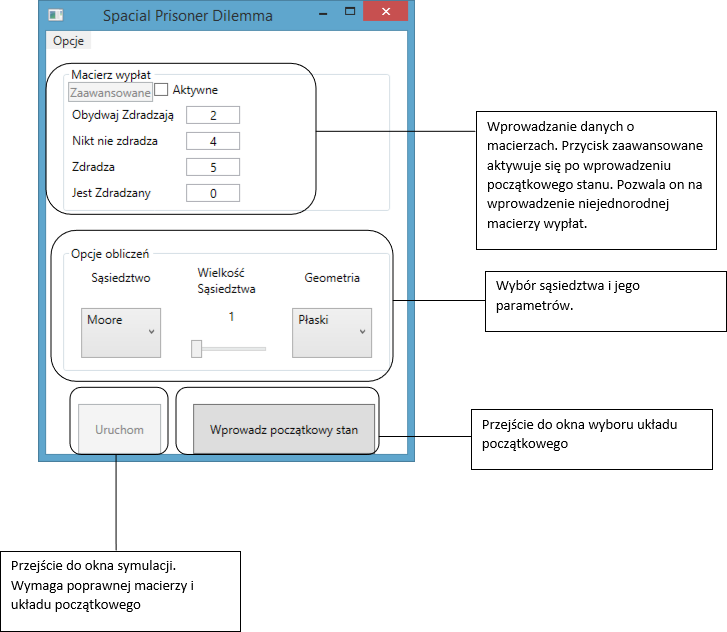 Spacial Prisoner Dilemma
Opcje
Macierz wypłat
Zaawansowane
Aktywne
Obydwaj Zdradzają 2
Nikt nie zdradza 4
Zdradza 5
Jest Zdradzany 0
Wprowadzanie danych o
macierzach. Przycisk zaawansowane
aktywuje się po wprowadzeniu
początkowego stanu. Pozwala on na
wprowadzenie niejednorodnej
macierzy wypłat.
Opcje obliczeń
Sąsiedztwo
Wielkość
Sąsiedztwa
Geometria
Moore
1
Płaski
Wybór sąsiedztwa i jego
parametrów.
Uruchom
Wprowadz początkowy stan
Przejście do okna wyboru układu
początkowego
Przejście do okna symulacji.
Wymaga poprawnej macierzy i
układu początkowego